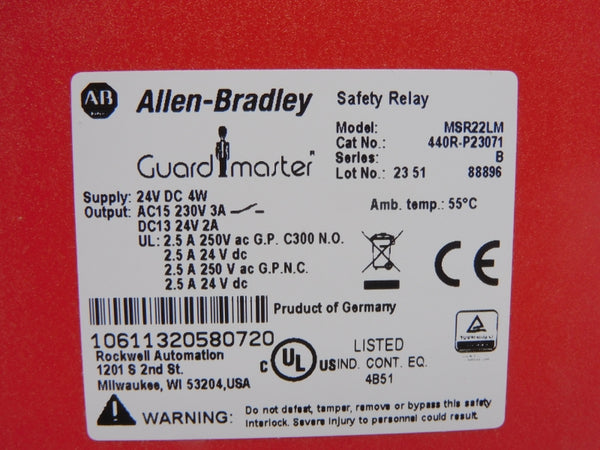 AB Allen-Bradley
Safety Relay
Guardmaster
Model: MSR22LM
Cat No.: 440R-P23071
Series: B
Lot No.: 23 51 88896
Supply: 24V DC 4W
Output: AC15 230V 3A
DC13 24V 2A
UL: 2.5 A 250V ac G.P. C300 N.O.
2.5 A 24 V dc
2.5 A 250 V ac G.P.N.C.
2.5 A 24 V dc
Amb. temp.: 55°C
CE
Product of Germany
10611320580720
Rockwell Automation
1201 S 2nd St.
Milwaukee, WI 53204,USA
C UL US
LISTED
IND. CONT. EQ.
4B51
WARNING: Do not defeat, tamper, remove or bypass this safety
interlock. Severe injury to personnel could result.